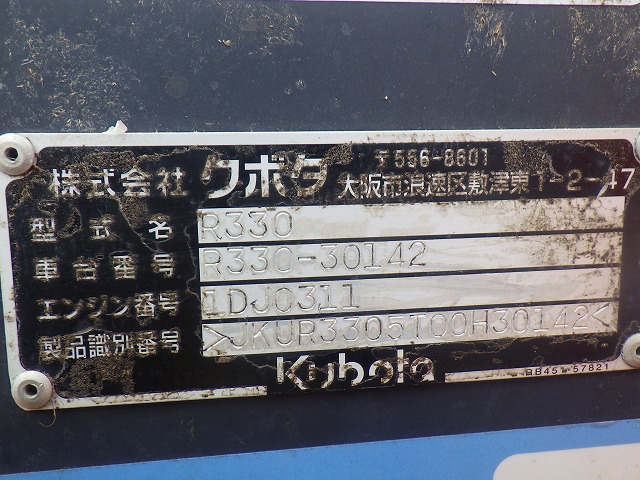 株式会社 クボタ
〒556-8601
大阪市浪速区敷津東1-2-47
型式名 R330
車台番号 R330-30142
エンジン番号 1DJ0311
製品識別番号 >JKUR3305T00H30142<
Kubota
RB451-57821